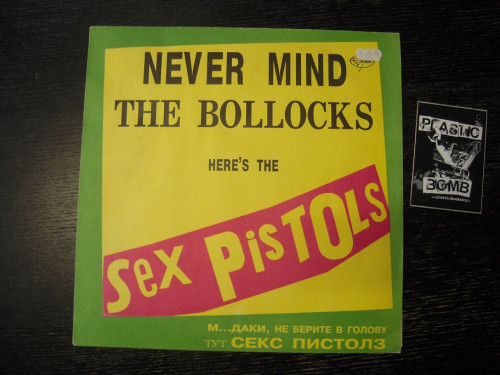 NEVER MIND
THE BOLLOCKS
HERE'S THE
Sex PisTOLs
М...ДАКИ, НЕ БЕРИТЕ В ГОЛОВУ
ТУТ СЕКС ПИСТОЛЗ
PLASTIC
BOMB